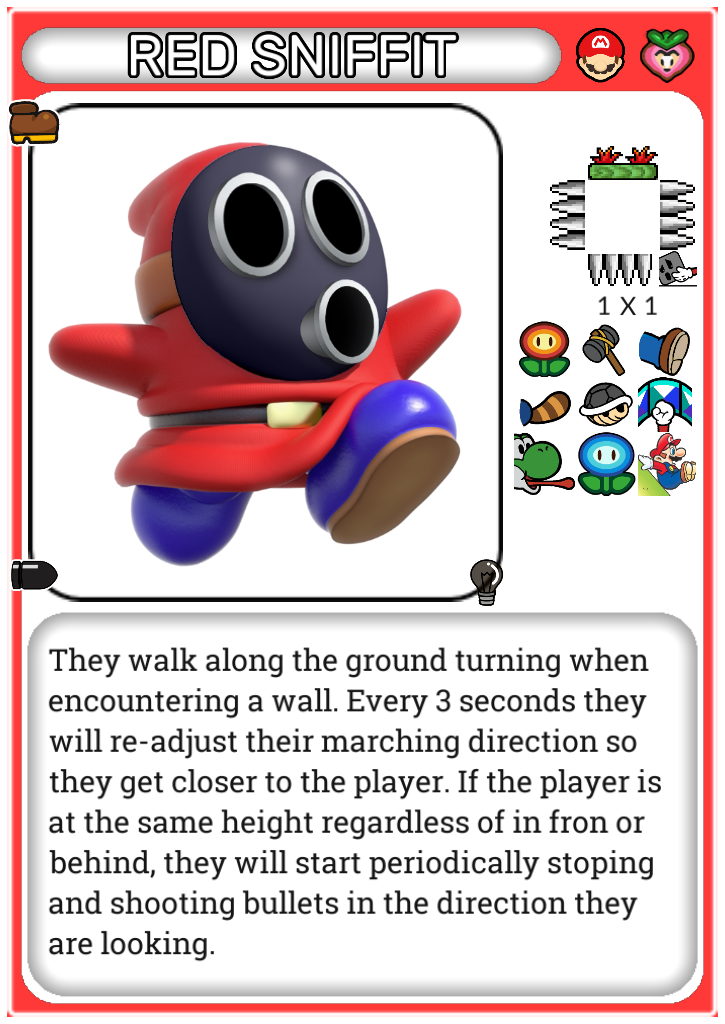 RED SNIFFIT
1 X 1
They walk along the ground turning when
encountering a wall. Every 3 seconds they
will re-adjust their marching direction so
they get closer to the player. If the player is
at the same height regardless of in fron or
behind, they will start periodically stoping
and shooting bullets in the direction they
are looking.